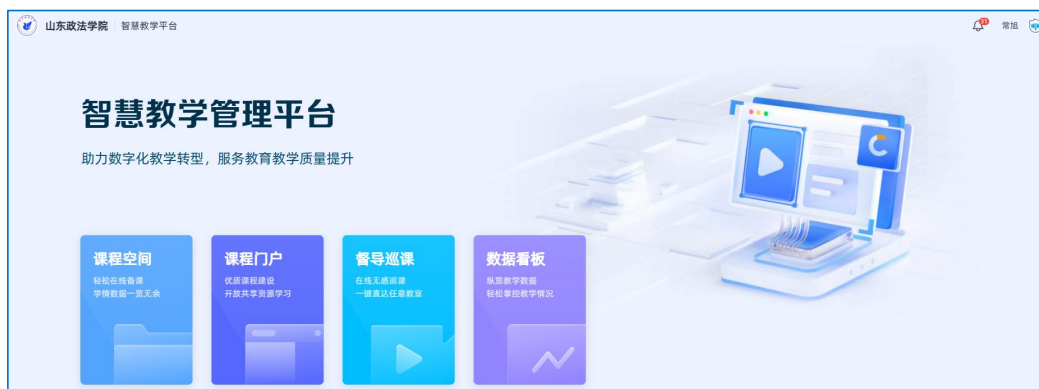 山东政法学院 智慧教学平台
31
常旭
智慧教学管理平台
助力数字化教学转型，服务教育教学质量提升
课程空间
轻松在线备课
学情数据一览无余
课程门户
优质课程建设
开放共享资源学习
督导巡课
在线无感巡课
一键直达任意教室
数据看板
纵览教学数据
轻松掌控教学情况